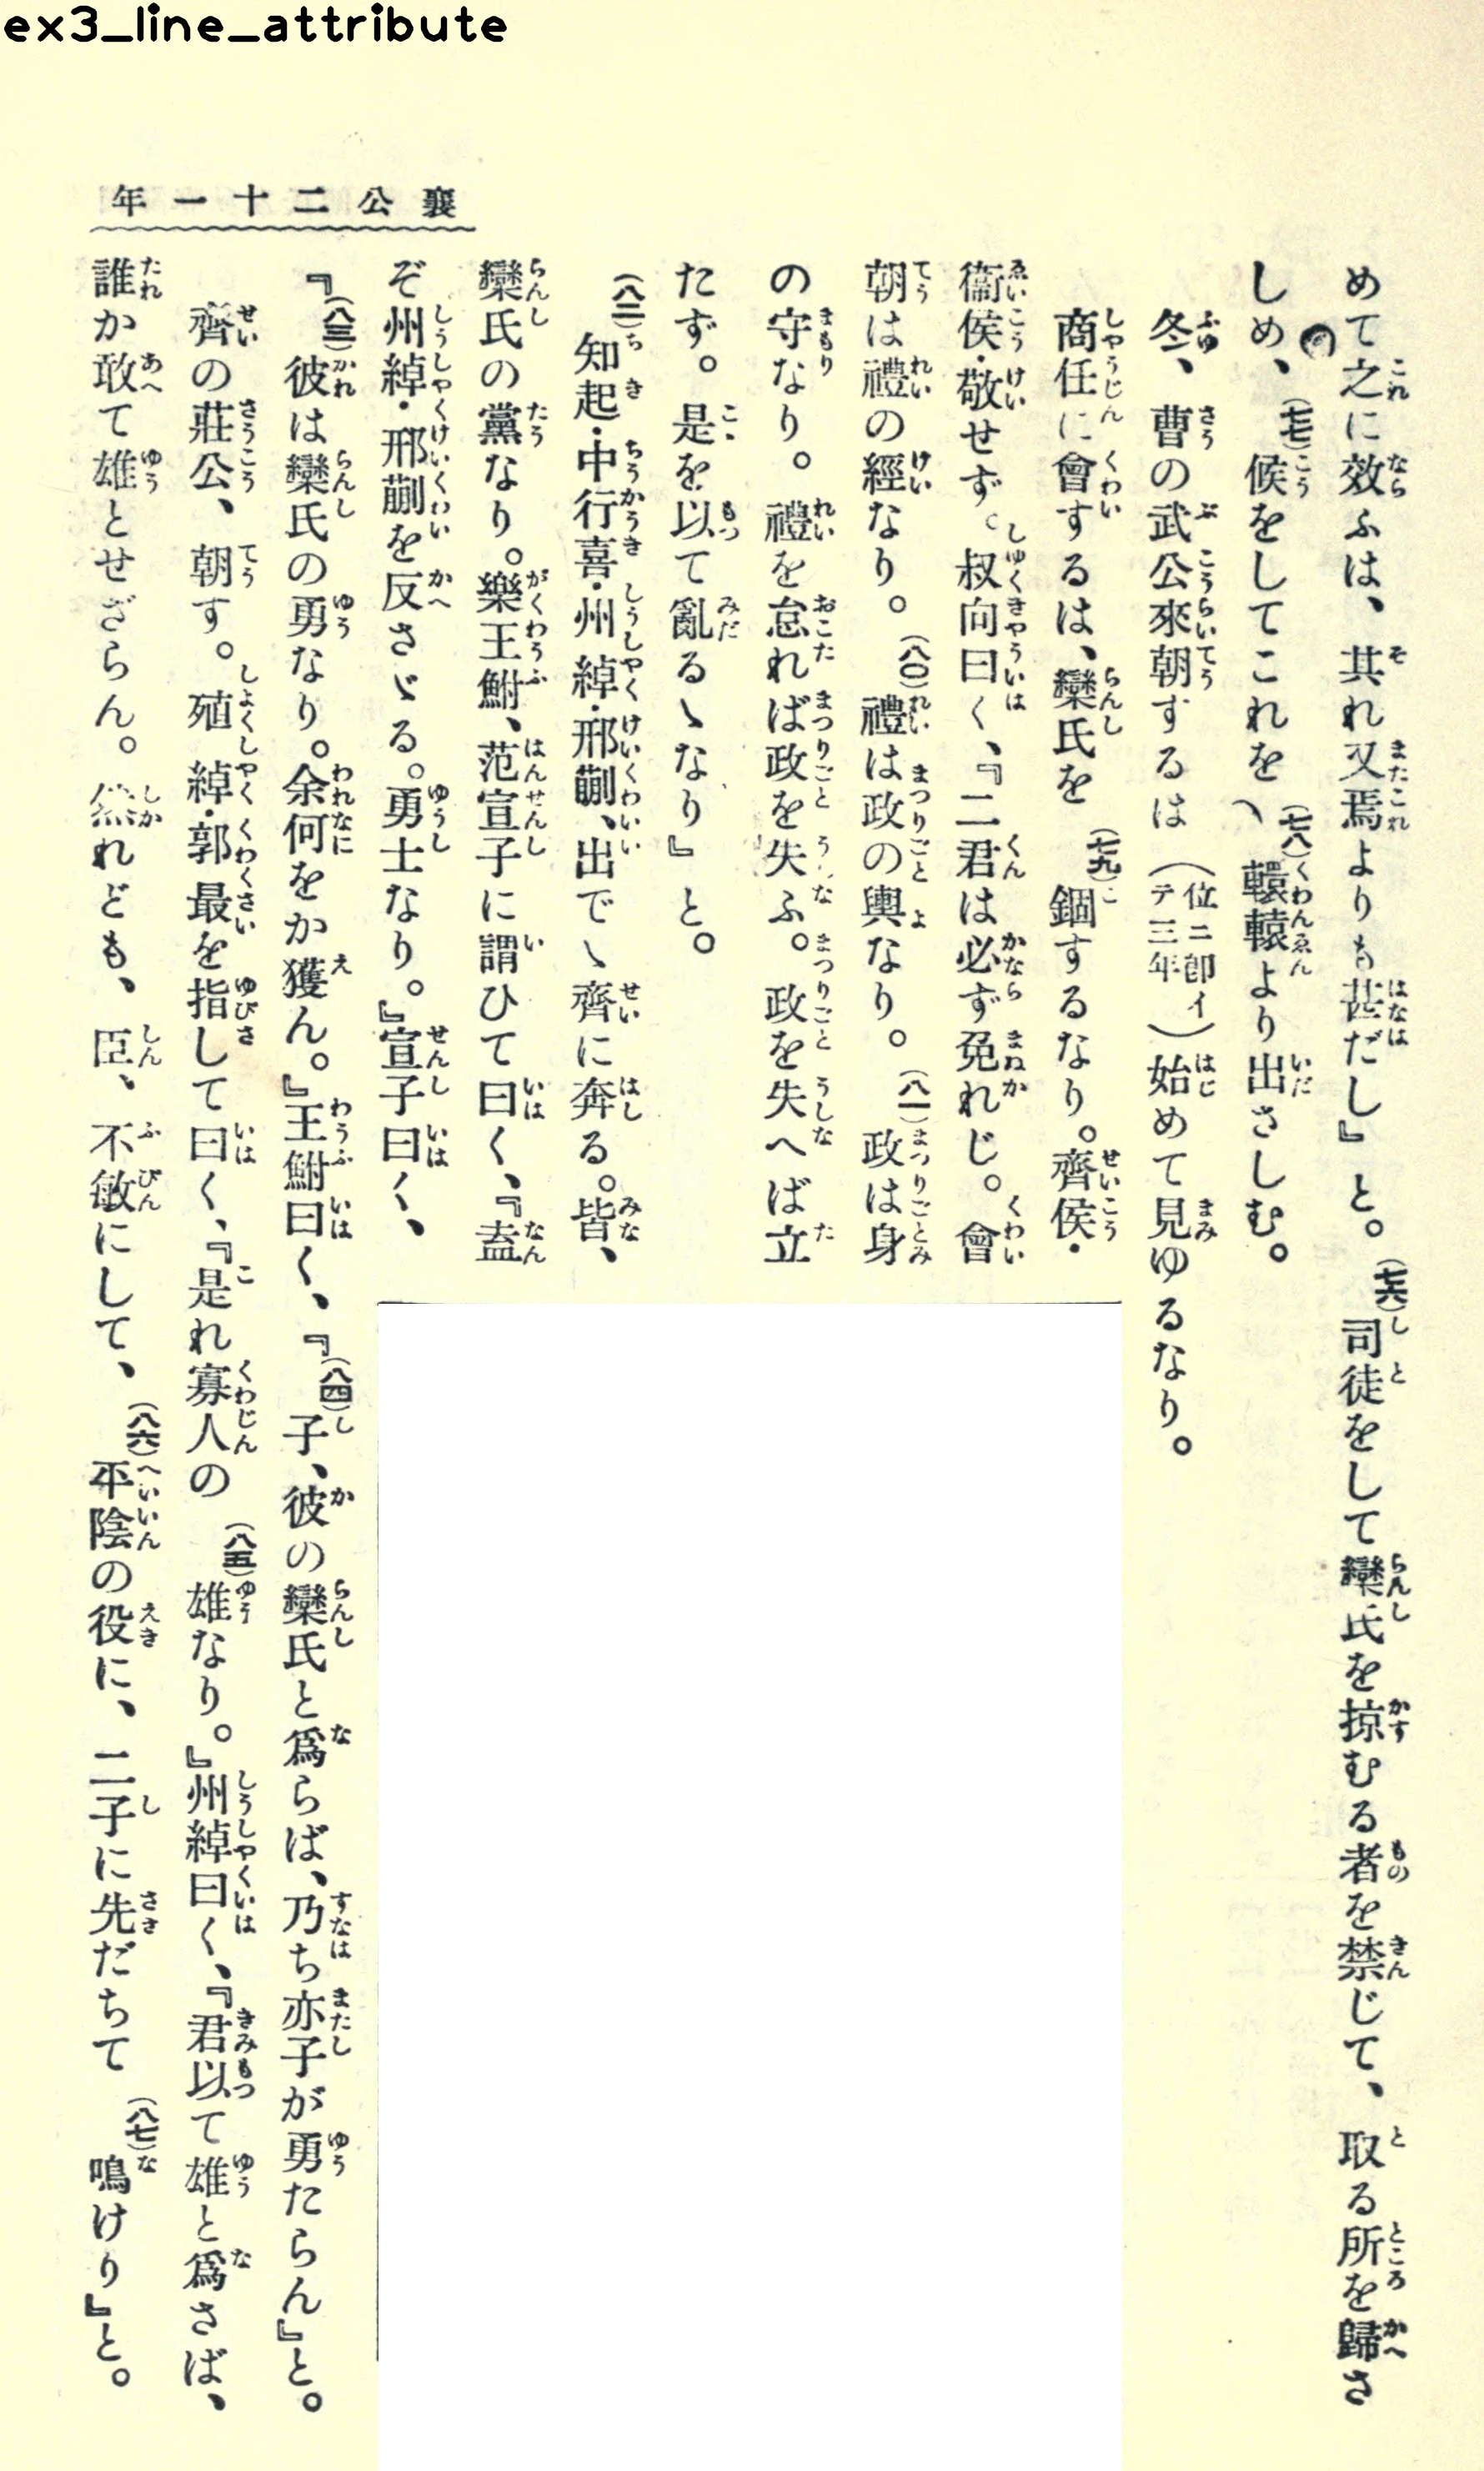 ex3_line_attribute
襄公二十一年
めて之に效ふは、其れ又焉よりも甚だし』と。(七六)司徒をして欒氏を掠むる者を禁じて、取る所を歸さ
しめ、(七七)候をしてこれを(七八)轘轅より出さしむ。
冬、曹の武公來朝するは(位ニ卽イテ三年)始めて見ゆるなり。
商任に會するは、欒氏を(七九)錮するなり。齊侯・
衞侯・敬せず。叔向曰く、『二君は必ず免れじ。會
朝は禮の經なり。(八〇)禮は政の輿なり。(八一)政は身
の守なり。禮を怠れば政を失ふ。政を失へば立
たず。是を以て亂るゝなり』と。
(八二)知起・中行喜・州綽・邢蒯、出でゝ齊に奔る。皆、
欒氏の黨なり。樂王鮒、范宣子に謂ひて曰く、『盍
ぞ州綽・邢蒯を反さゞる。勇士なり。』宣子曰く、
『(八三)彼は欒氏の勇なり。余何をか獲ん。』王鮒曰く、『(八四)子、彼の欒氏と爲らば、乃ち亦子が勇たらん』と。
齊の莊公、朝す。殖綽・郭最を指して曰く、『是れ寡人の(八五)雄なり。』州綽曰く、『君以て雄と爲さば、
誰か敢て雄とせざらん。然れども、臣、不敏にして、(八六)平陰の役に、二子に先だちて(八七)鳴けり』と。